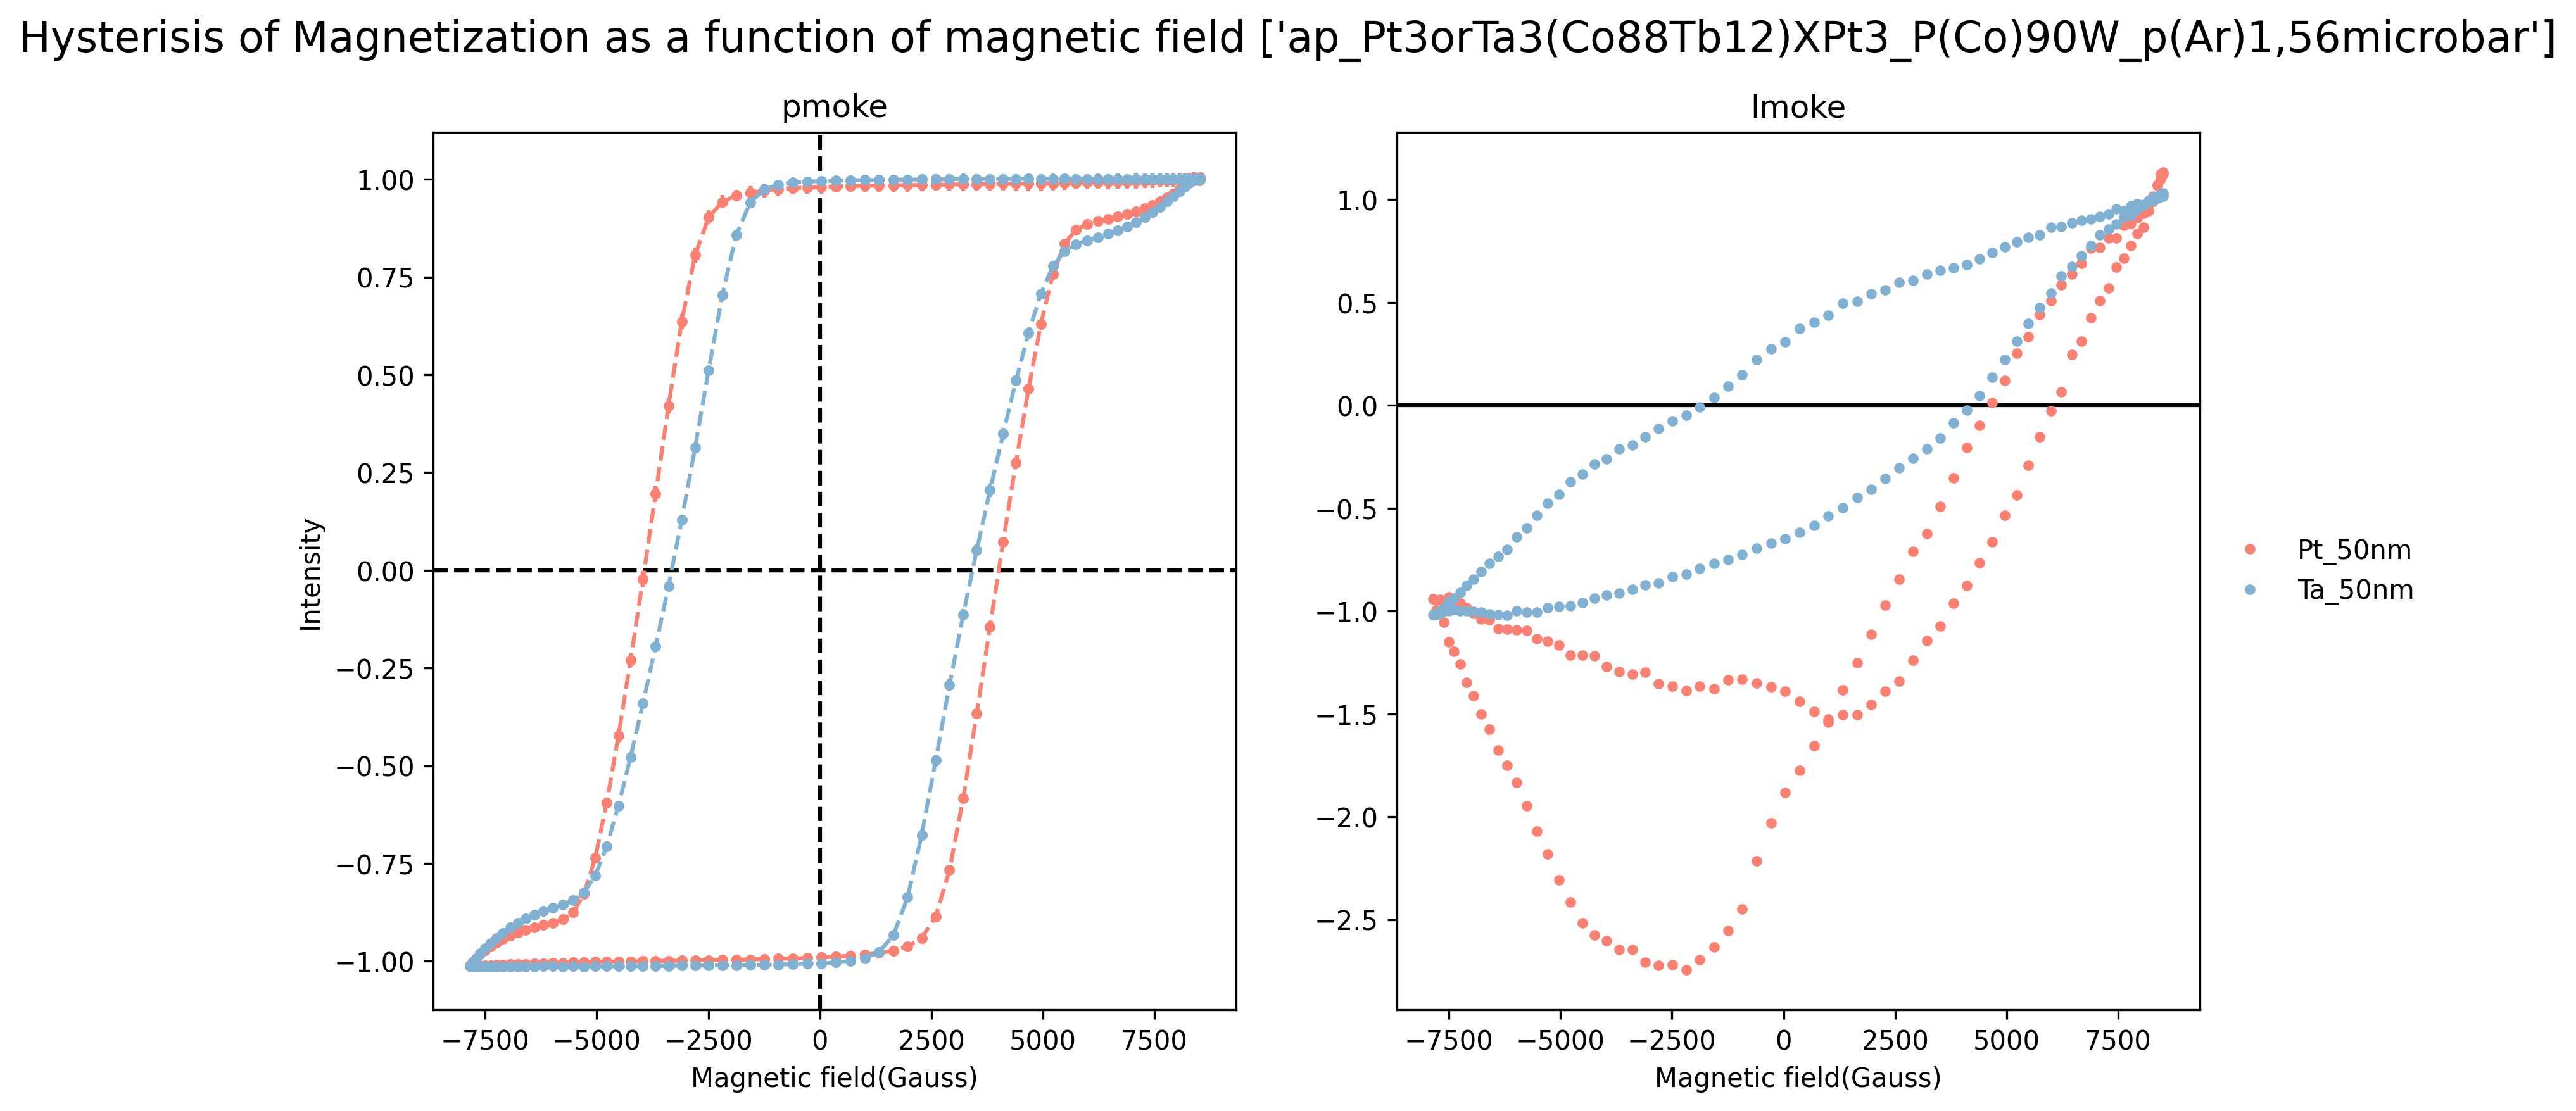 Hysterisis of Magnetization as a function of magnetic field ['ap_Pt3orTa3(Co88Tb12)XPt3_P(Co)90W_p(Ar)1,56microbar']
pmoke
1.00
0.75
0.50
0.25
0.00
−0.25
−0.50
−0.75
−1.00
Intensity
−7500 −5000 −2500 0 2500 5000 7500
Magnetic field(Gauss)
lmoke
1.0
0.5
0.0
−0.5
−1.0
−1.5
−2.0
−2.5
−7500 −5000 −2500 0 2500 5000 7500
Magnetic field(Gauss)
Pt_50nm
Ta_50nm